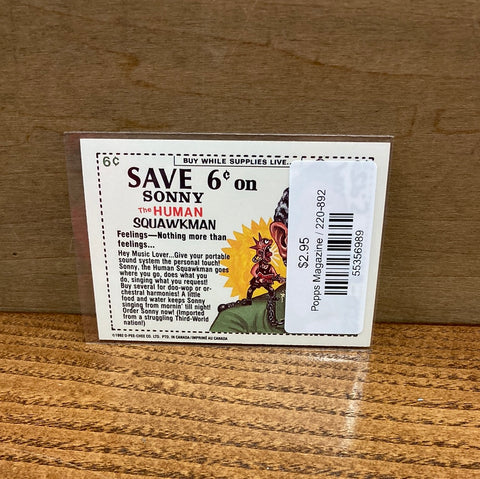 6¢
BUY WHILE SUPPLIES LIVE..
SAVE 6¢ on
SONNY
The HUMAN
SQUAWKMAN
Feelings—Nothing more than
feelings...
Hey Music Lover...Give your portable
sound system the personal touch!
Sonny, the Human Squawkman goes
where you go, does what you
do, singing what you request!
Buy several for doo-wop or or-
chestral harmonies! A little
food and water keeps Sonny
singing from mornin' till night!
Order Sonny now! (Imported
from a struggling Third-World
nation!)
©1992 O-PEE-CHEE CO. LTD. PTD. IN CANADA/IMPRIMÉ AU CANADA
$2.95
Popps Magazine / 220-892
55356989